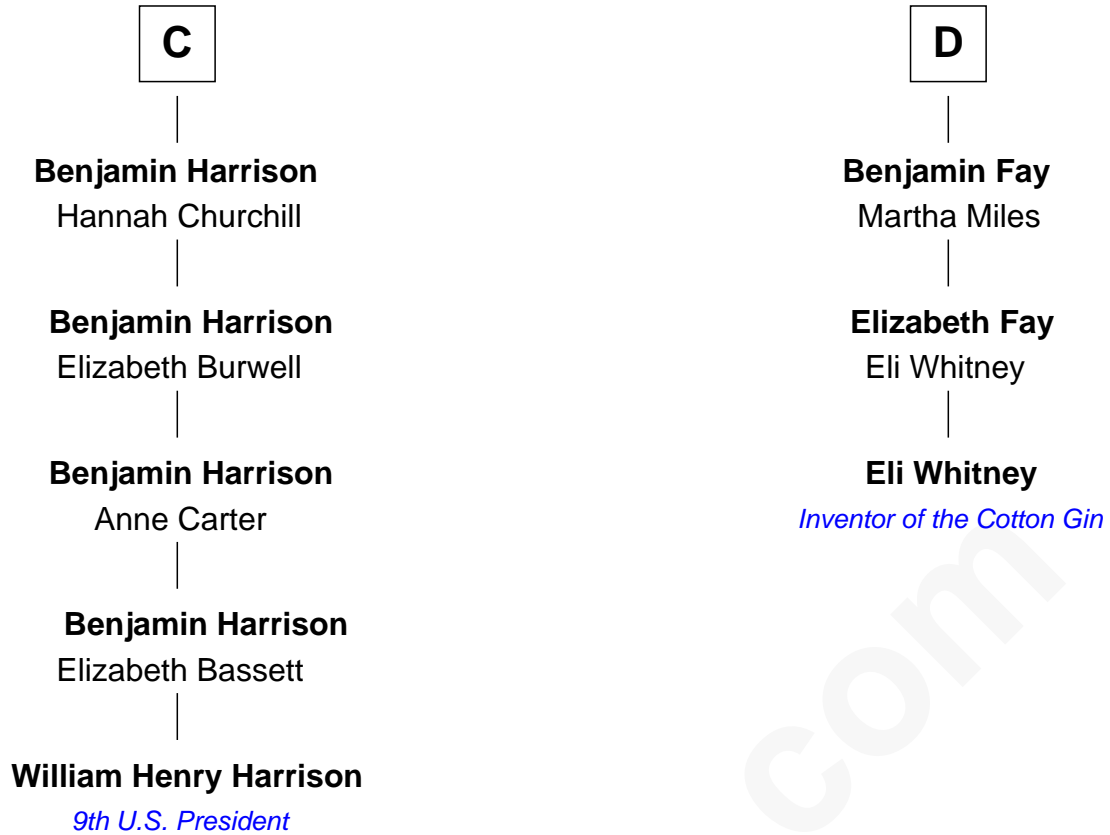 C
Benjamin Harrison
Hannah Churchill
Benjamin Harrison
Elizabeth Burwell
Benjamin Harrison
Anne Carter
Benjamin Harrison
Elizabeth Bassett
William Henry Harrison
9th U.S. President
D
Benjamin Fay
Martha Miles
Elizabeth Fay
Eli Whitney
Eli Whitney
Inventor of the Cotton Gin
com